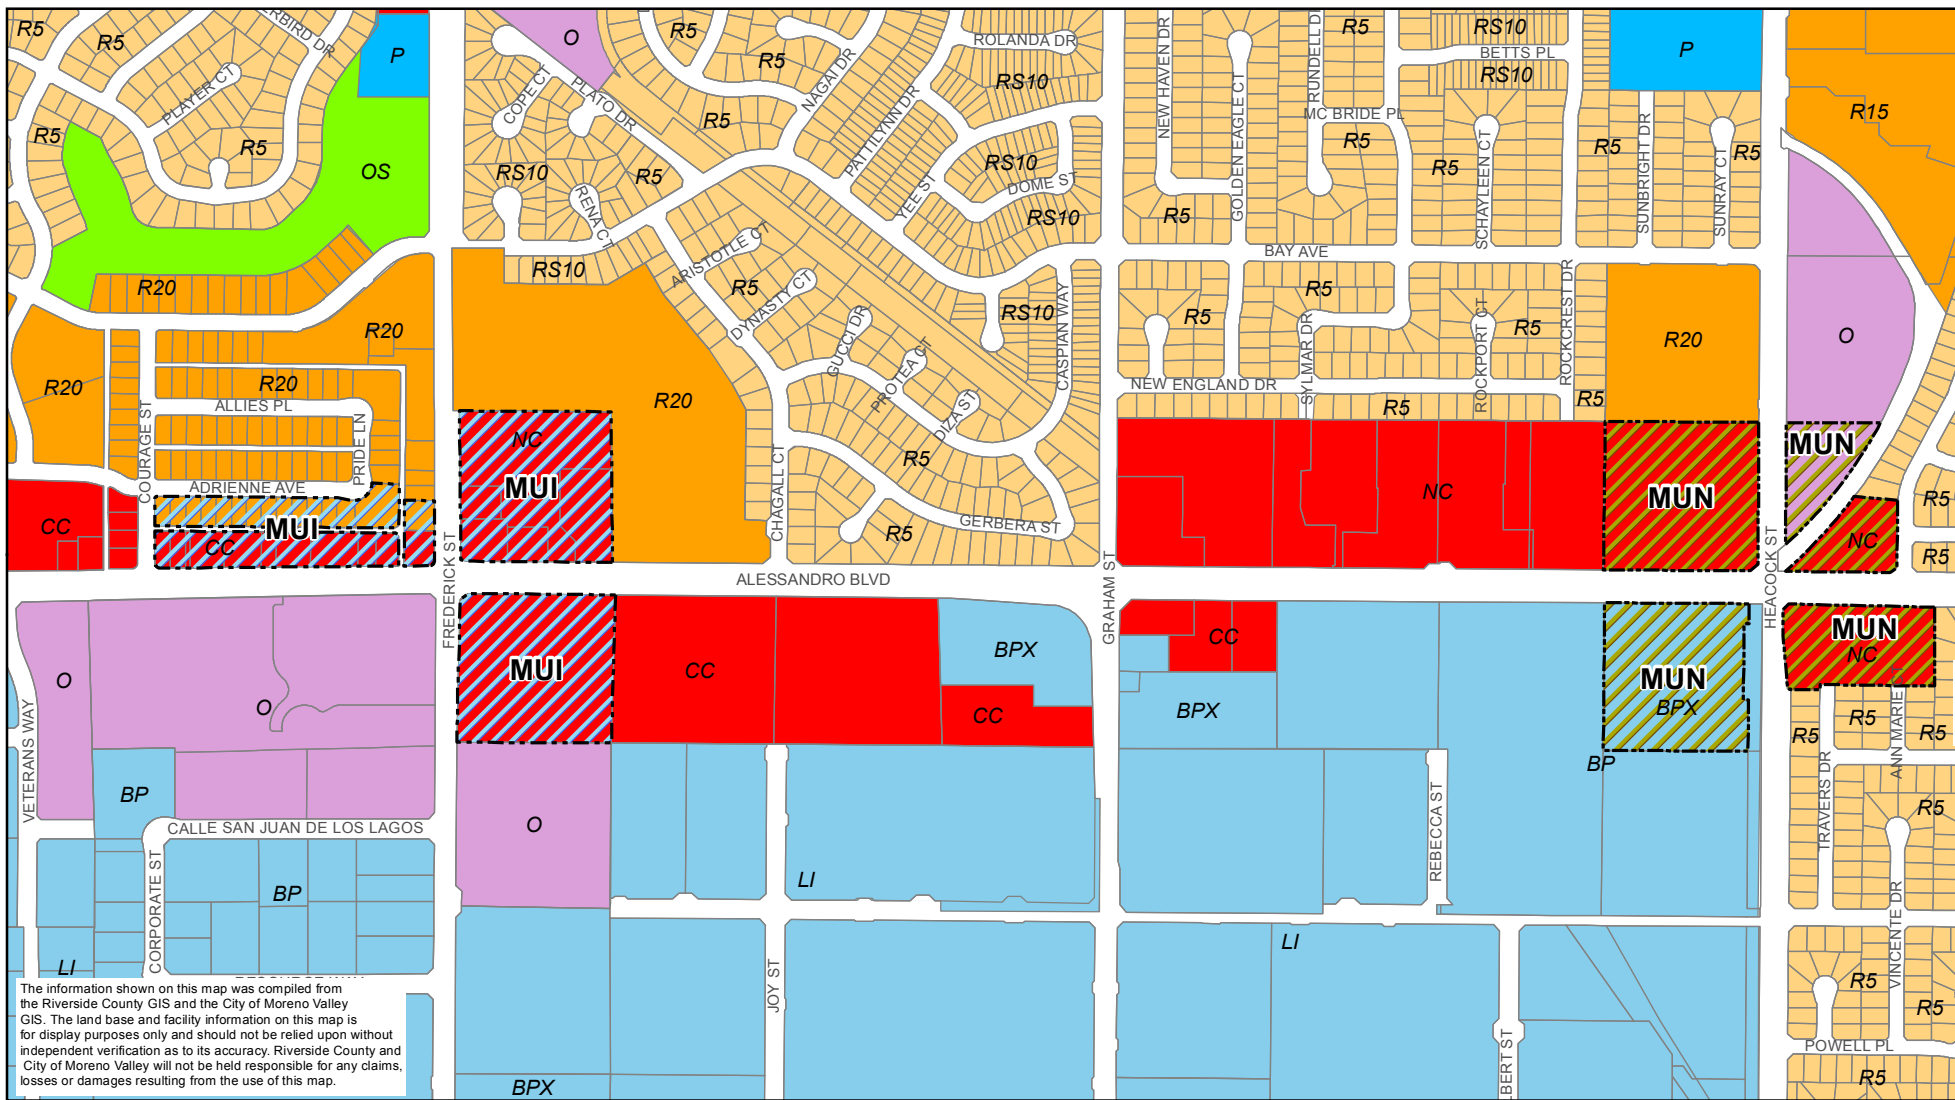 R5
R5
ERBIRD DR
P
O
R5
R5
ROLANDA DR
R5
RS10
BETTS PL
P
PLAYER CT
COPE CT
PLATO DR
NAGAI DR
RS10
NEW HAVEN DR
GOLDEN EAGLE CT
RUNDELL D
RS10
R15
R5
R5
OS
R5
PATTILYNN DR
MC BRIDE PL
R5
SCHAYLEEN CT
R5
SUNBRIGHT DR
SUNRAY CT
R5
RS10
R5
RENA CT
YEE ST
RS10
DOME ST
RS10
R5
R5
BAY AVE
R20
RS10
ARISTOTLE CT
R5
DYNASTY CT
GUCCI DR
RS10
CASPIAN WAY
R5
R5
SYLMAR DR
ROCKPORT CT
R5
ROCKCREST DR
R20
O
R20
R20
R20
ALLIES PL
COURAGE ST
PRIDE LN
R20
PROTEA CT
DIZA ST
NEW ENGLAND DR
R5
R5
NC
MUI
CHAGALL CT
R5
GERBERA ST
R5
NC
MUN
MUN
NC
R5
R5
ADRIENNE AVE
CC
MUI
CC
FREDERICK ST
ALESSANDRO BLVD
GRAHAM ST
HEACOCK ST
O
O
MUI
CC
BPX
CC
CC
BPX
MUN
BPX
MUN
NC
R5
R5
R5
ANN MARIE
VETERANS WAY
BP
CALLE SAN JUAN DE LOS LAGOS
O
LI
BP
REBECCA ST
TRAVERS DR
R5
CORPORATE ST
BP
LI
JOY ST
LI
VINCENTE DR
R5
R5
BPX
LBERT ST
POWELL PL
R5
The information shown on this map was compiled from
the Riverside County GIS and the City of Moreno Valley
GIS. The land base and facility information on this map is
for display purposes only and should not be relied upon without
independent verification as to its accuracy. Riverside County and
City of Moreno Valley will not be held responsible for any claims,
losses or damages resulting from the use of this map.